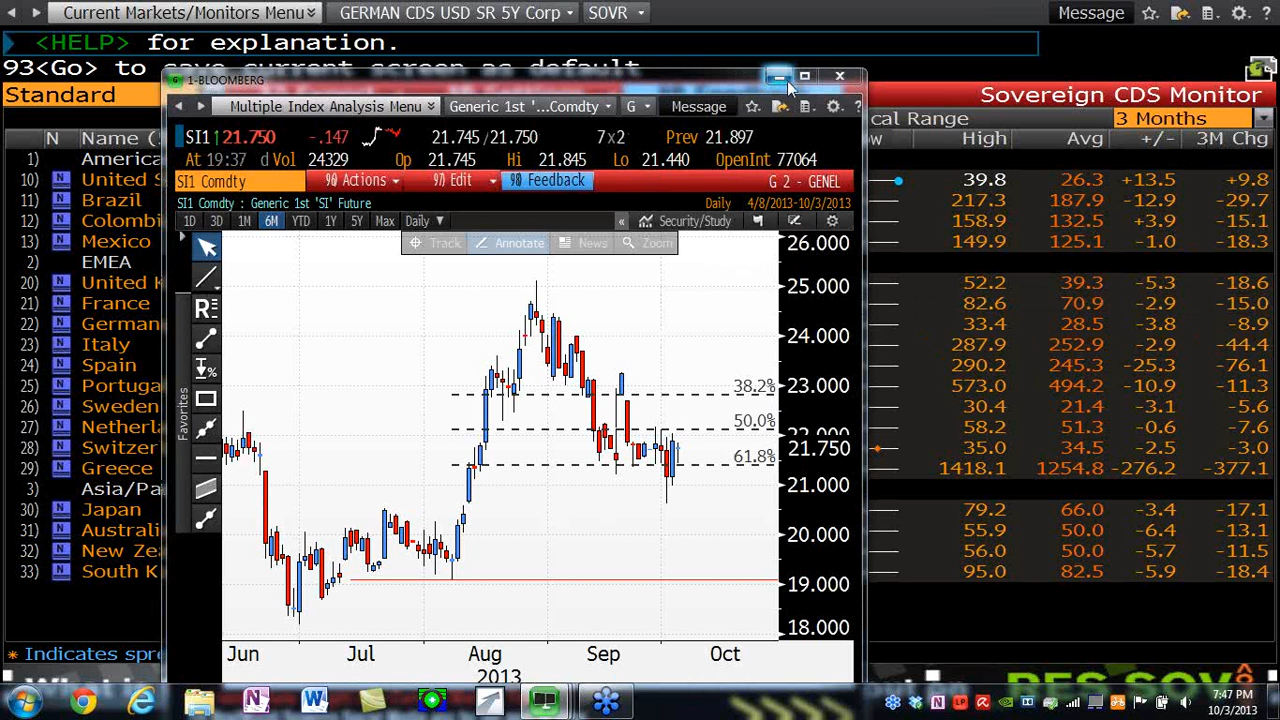 Current Markets/Monitors Menu GERMAN CDS USD SR 5Y Corp SOVR Message
<HELP> for explanation.
93<Go> to save current screen as default
Standard Sovereign CDS Monitor
1-BLOOMBERG
Multiple Index Analysis Menu Generic 1st '...Comdty G Message
SI1 ↑ 21.750 -.147 21.745 /21.750 7×2 Prev 21.897
At 19:37 d Vol 24329 Op 21.745 Hi 21.845 Lo 21.440 OpenInt 77064
SI1 Comdty 96) Actions 97) Edit 98) Feedback G 2 - GENEL
SI1 Comdty : Generic 1st 'SI' Future Daily 4/8/2013-10/3/2013
1D 3D 1M 6M YTD 1Y 5Y Max Daily « Security/Study
Track Annotate News Zoom
Favorites
26.000
25.000
24.000
23.000
22.000
21.750
21.000
20.000
19.000
18.000
38.2%
50.0%
61.8%
Jun Jul Aug Sep Oct
2013
cal Range 3 Months
N Name ( High Avg +/- 3M Chg
1) America
10) N United S 39.8 26.3 +13.5 +9.8
11) N Brazil 217.3 187.9 -12.9 -29.7
12) N Colombi 158.9 132.5 +3.9 -15.1
13) N Mexico 149.9 125.1 -1.0 -18.3
2) EMEA
20) N United K 52.2 39.3 -5.3 -18.6
21) N France 82.6 70.9 -2.9 -15.0
22) N German 33.4 28.5 -3.8 -8.9
23) N Italy 287.9 252.9 -2.9 -44.4
24) N Spain 290.2 245.3 -25.3 -76.1
25) N Portuga 573.0 494.2 -10.9 -11.3
26) N Sweden 30.4 21.4 -3.1 -5.6
27) N Netherl 58.2 51.3 -0.6 -7.6
28) N Switzer 35.0 34.5 -2.5 -3.0
29) N Greece 1418.1 1254.8 -276.2 -377.1
3) Asia/Pa
30) N Japan 79.2 66.0 -3.4 -17.1
31) N Australi 55.9 50.0 -6.4 -13.1
32) N New Zea 56.0 50.0 -5.7 -11.5
33) N South K 95.0 82.5 -5.9 -18.4
* Indicates spre
7:47 PM
10/3/2013